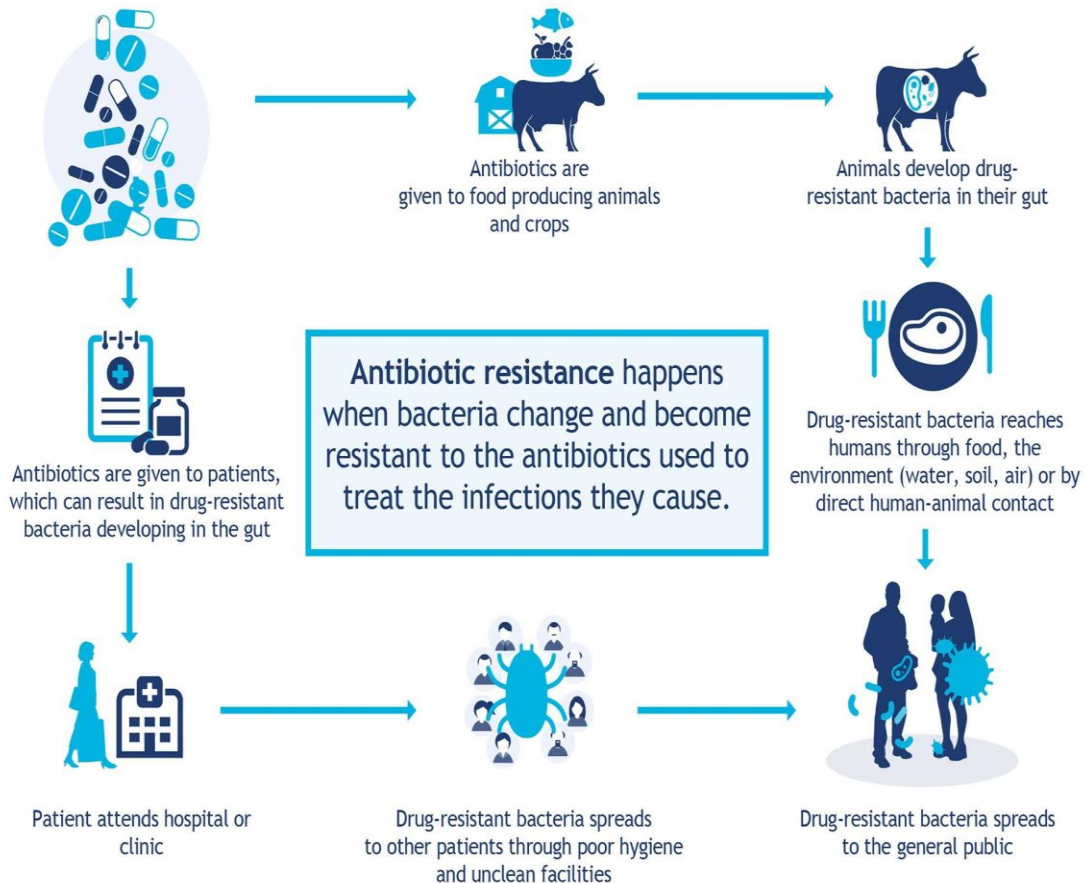 Antibiotics are
given to food producing animals
and crops
Animals develop drug-
resistant bacteria in their gut
Antibiotics are given to patients,
which can result in drug-resistant
bacteria developing in the gut
Antibiotic resistance happens
when bacteria change and become
resistant to the antibiotics used to
treat the infections they cause.
Drug-resistant bacteria reaches
humans through food, the
environment (water, soil, air) or by
direct human-animal contact
Patient attends hospital or
clinic
Drug-resistant bacteria spreads
to other patients through poor hygiene
and unclean facilities
Drug-resistant bacteria spreads
to the general public